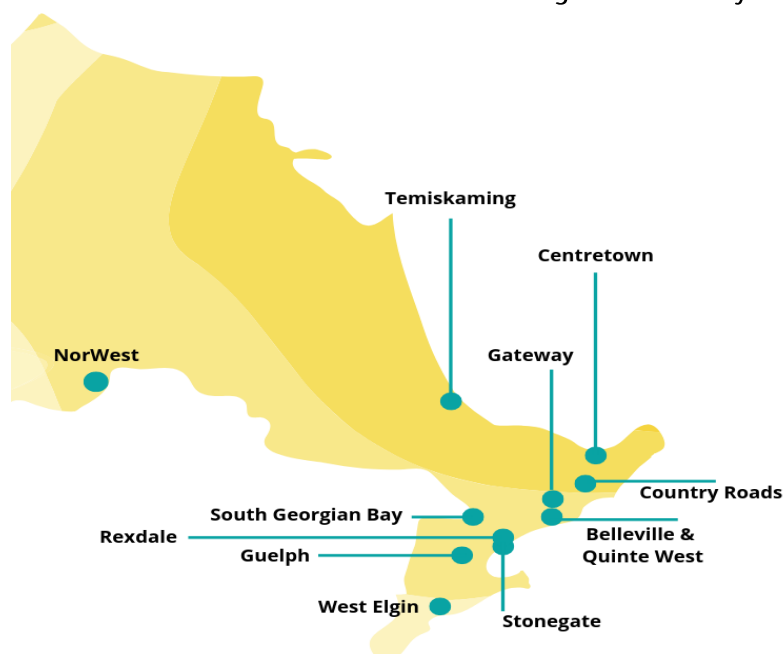 Temiskaming
Centretown
Gateway
NorWest
Country Roads
South Georgian Bay
Rexdale
Belleville &
Quinte West
Guelph
West Elgin
Stonegate